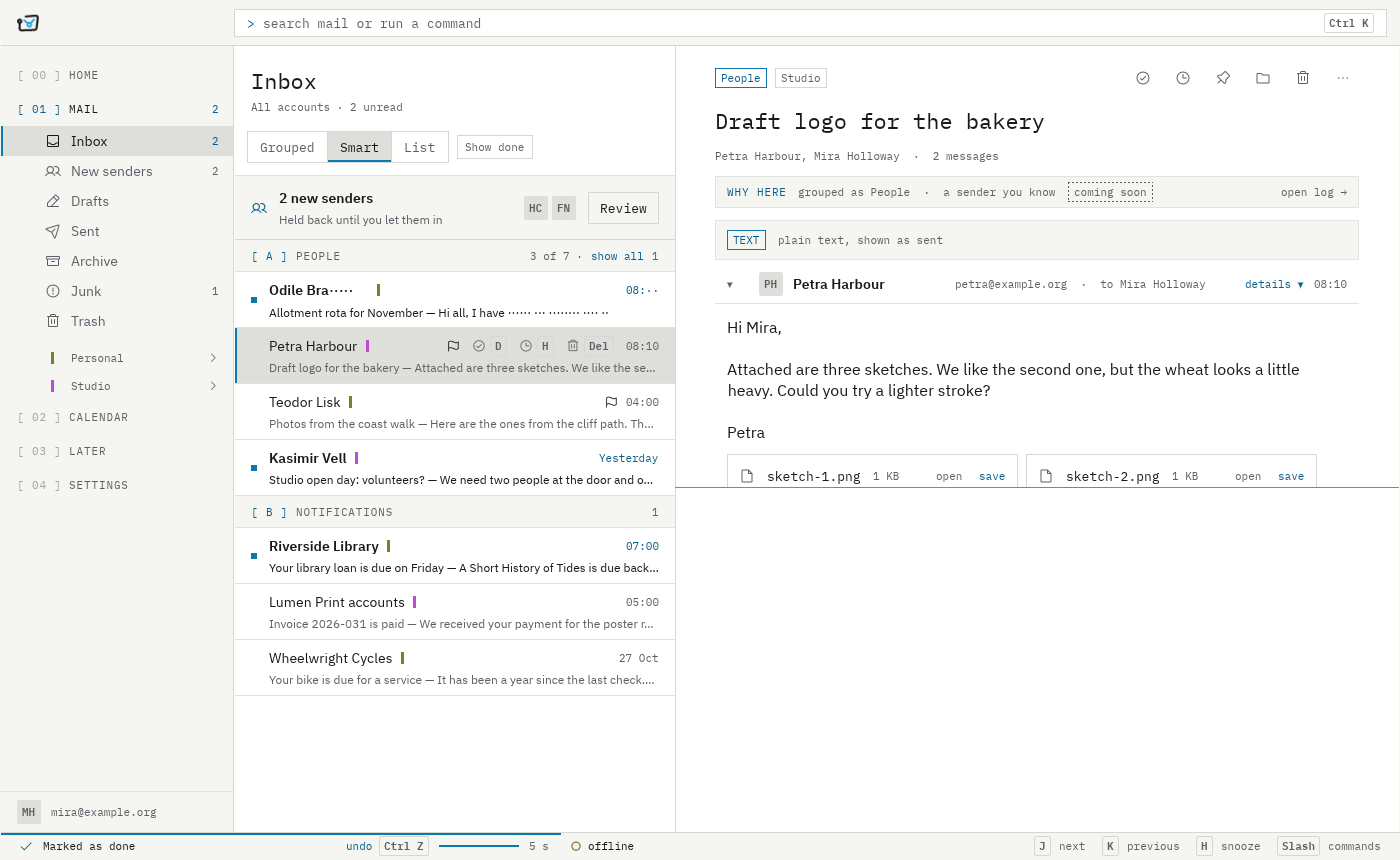 > search mail or run a command Ctrl K
[ 00 ] HOME
[ 01 ] MAIL 2
Inbox 2
New senders 2
Drafts
Sent
Archive
Junk 1
Trash
Personal
Studio
[ 02 ] CALENDAR
[ 03 ] LATER
[ 04 ] SETTINGS
MH mira@example.org
Inbox
All accounts · 2 unread
Grouped Smart List Show done
2 new senders
Held back until you let them in
HC FN Review
[ A ] PEOPLE 3 of 7 · show all 1
Odile 08:
Allotment rota for November — Hi all, I have
Petra Harbour D H Del 08:10
Draft logo for the bakery — Attached are three sketches. We like the se…
Teodor Lisk 04:00
Photos from the coast walk — Here are the ones from the cliff path. Th…
Kasimir Vell Yesterday
Studio open day: volunteers? — We need two people at the door and o…
[ B ] NOTIFICATIONS 1
Riverside Library 07:00
Your library loan is due on Friday — A Short History of Tides is due back…
Lumen Print accounts 05:00
Invoice 2026-031 is paid — We received your payment for the poster r…
Wheelwright Cycles 27 Oct
Your bike is due for a service — It has been a year since the last check.…
People Studio
Draft logo for the bakery
Petra Harbour, Mira Holloway · 2 messages
WHY HERE grouped as People · a sender you know coming soon open log →
TEXT plain text, shown as sent
▾ PH Petra Harbour petra@example.org · to Mira Holloway details ▾ 08:10
Hi Mira,
Attached are three sketches. We like the second one, but the wheat looks a little
heavy. Could you try a lighter stroke?
Petra
sketch-1.png 1 KB open save sketch-2.png 1 KB open save
Marked as done undo Ctrl Z 5 s offline J next K previous H snooze Slash commands